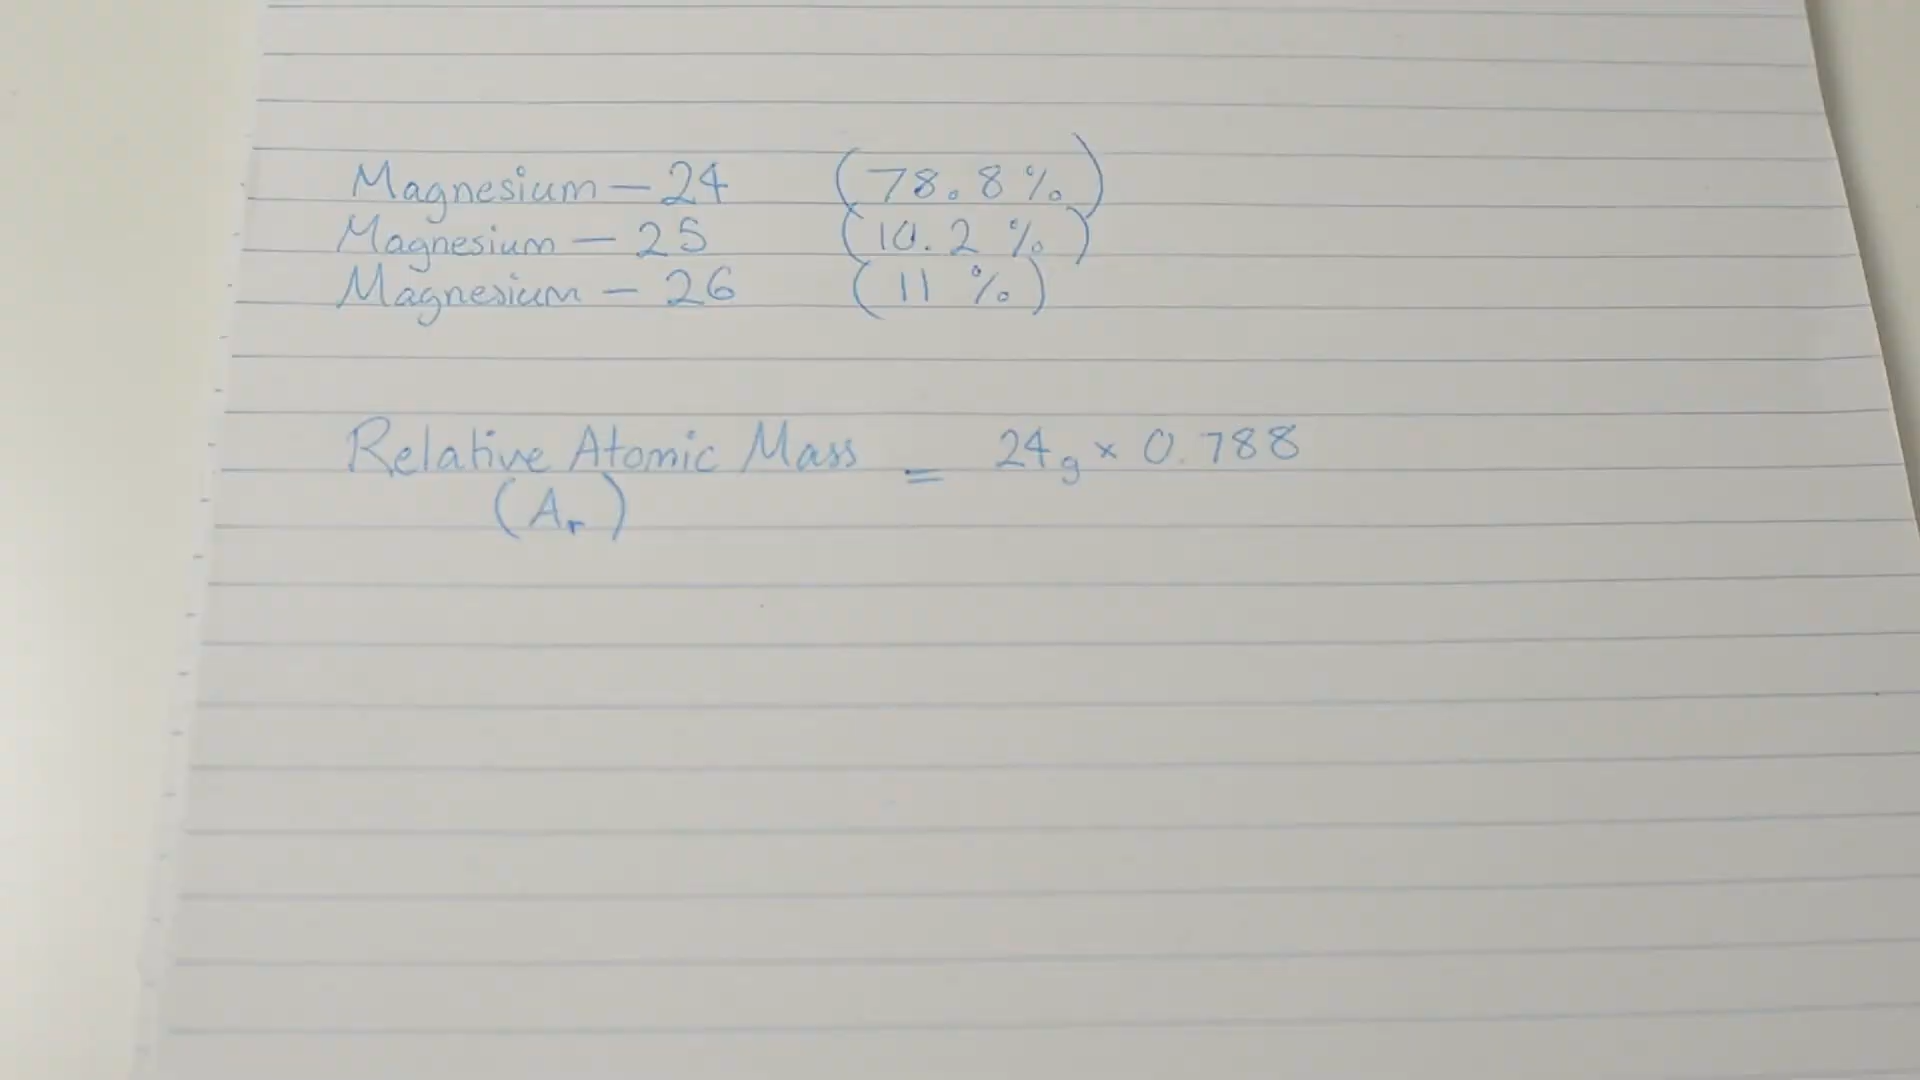 Magnesium – 24 (78.8%)
Magnesium – 25 (10.2 %)
Magnesium – 26 (11 %)
Relative Atomic Mass = 24g × 0.788
(Ar)